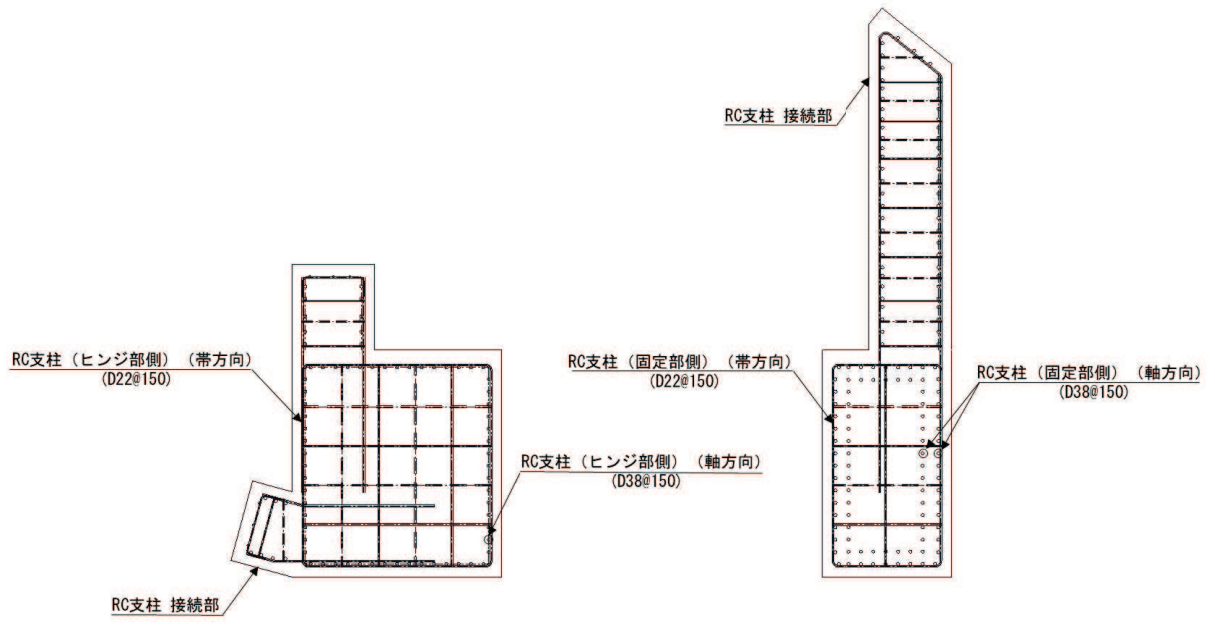 RC支柱 接続部
RC支柱（ヒンジ部側）（帯方向）
(D22@150)
RC支柱（固定部側）（帯方向）
(D22@150)
RC支柱（固定部側）（軸方向）
(D38@150)
RC支柱（ヒンジ部側）（軸方向）
(D38@150)
RC支柱 接続部